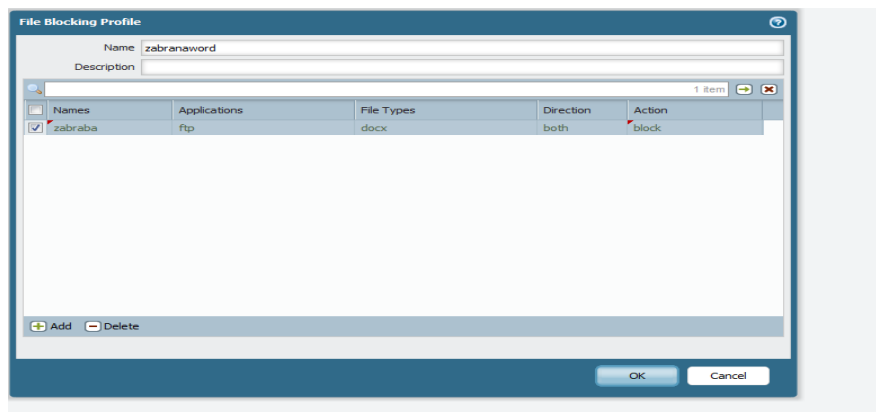 File Blocking Profile
Name zabranaword
Description
1 item
Names Applications File Types Direction Action
zabraba ftp docx both block
Add Delete
OK Cancel